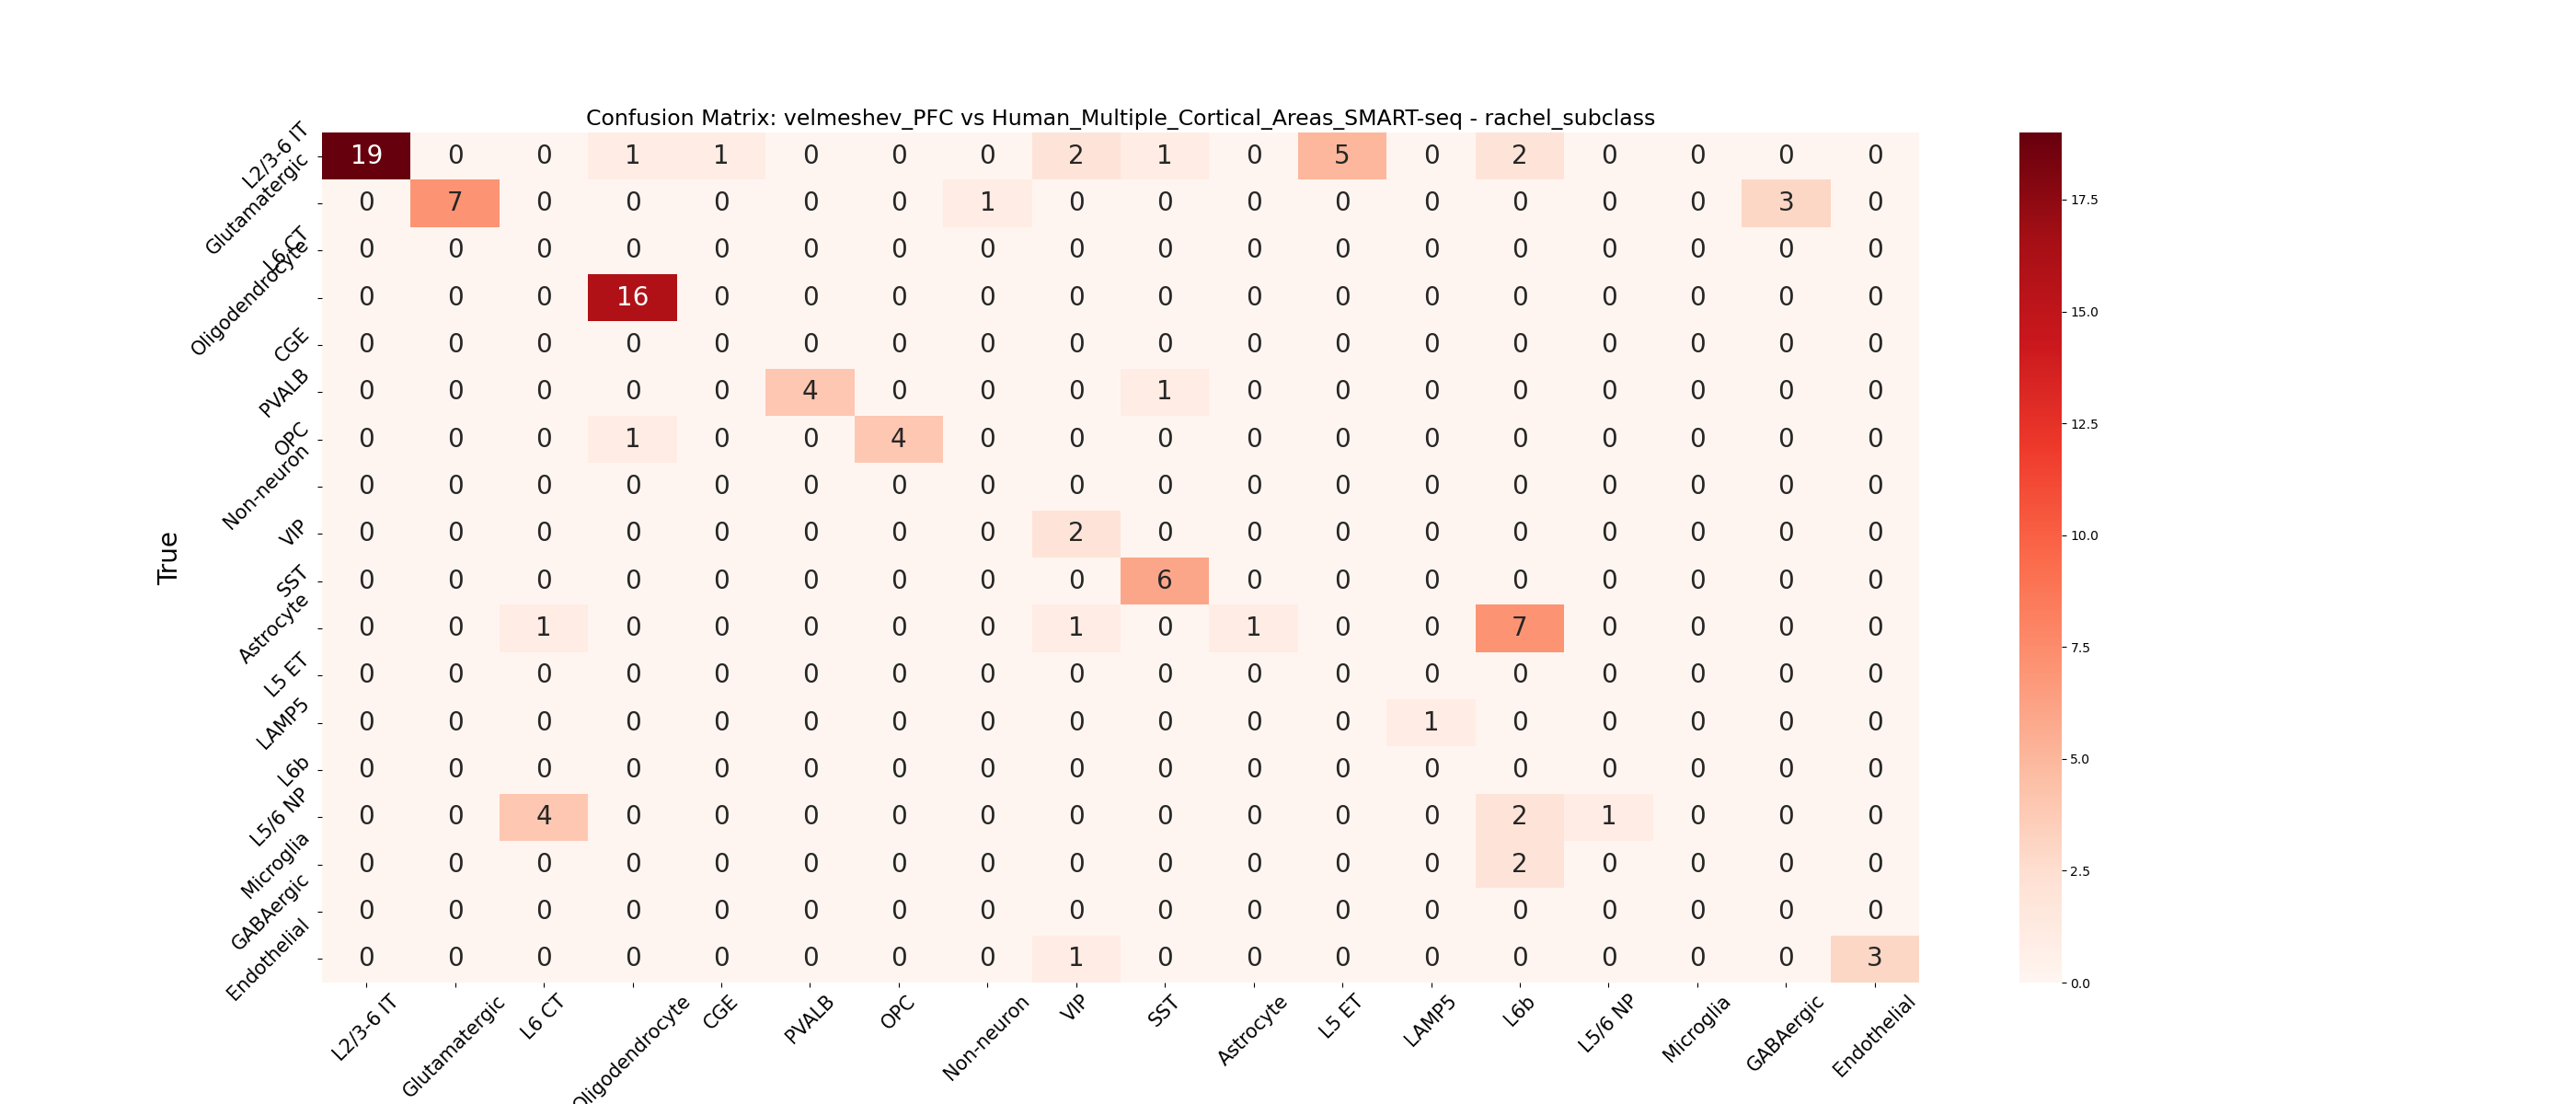 Confusion Matrix: velmeshev_PFC vs Human_Multiple_Cortical_Areas_SMART-seq - rachel_subclass
True
L2/3-6 IT 19 0 0 1 1 0 0 0 2 1 0 5 0 2 0 0 0 0
Glutamatergic 0 7 0 0 0 0 0 1 0 0 0 0 0 0 0 0 3 0
L6 CT 0 0 0 0 0 0 0 0 0 0 0 0 0 0 0 0 0 0
Oligodendrocyte 0 0 0 16 0 0 0 0 0 0 0 0 0 0 0 0 0 0
CGE 0 0 0 0 0 0 0 0 0 0 0 0 0 0 0 0 0 0
PVALB 0 0 0 0 0 4 0 0 0 1 0 0 0 0 0 0 0 0
OPC 0 0 0 1 0 0 4 0 0 0 0 0 0 0 0 0 0 0
Non-neuron 0 0 0 0 0 0 0 0 0 0 0 0 0 0 0 0 0 0
VIP 0 0 0 0 0 0 0 0 2 0 0 0 0 0 0 0 0 0
SST 0 0 0 0 0 0 0 0 0 6 0 0 0 0 0 0 0 0
Astrocyte 0 0 1 0 0 0 0 0 1 0 1 0 0 7 0 0 0 0
L5 ET 0 0 0 0 0 0 0 0 0 0 0 0 0 0 0 0 0 0
LAMP5 0 0 0 0 0 0 0 0 0 0 0 0 1 0 0 0 0 0
L6b 0 0 0 0 0 0 0 0 0 0 0 0 0 0 0 0 0 0
L5/6 NP 0 0 4 0 0 0 0 0 0 0 0 0 0 2 1 0 0 0
Microglia 0 0 0 0 0 0 0 0 0 0 0 0 0 2 0 0 0 0
GABAergic 0 0 0 0 0 0 0 0 0 0 0 0 0 0 0 0 0 0
Endothelial 0 0 0 0 0 0 0 0 1 0 0 0 0 0 0 0 0 3
L2/3-6 IT Glutamatergic L6 CT Oligodendrocyte CGE PVALB OPC Non-neuron VIP SST Astrocyte L5 ET LAMP5 L6b L5/6 NP Microglia GABAergic Endothelial
17.5
15.0
12.5
10.0
7.5
5.0
2.5
0.0